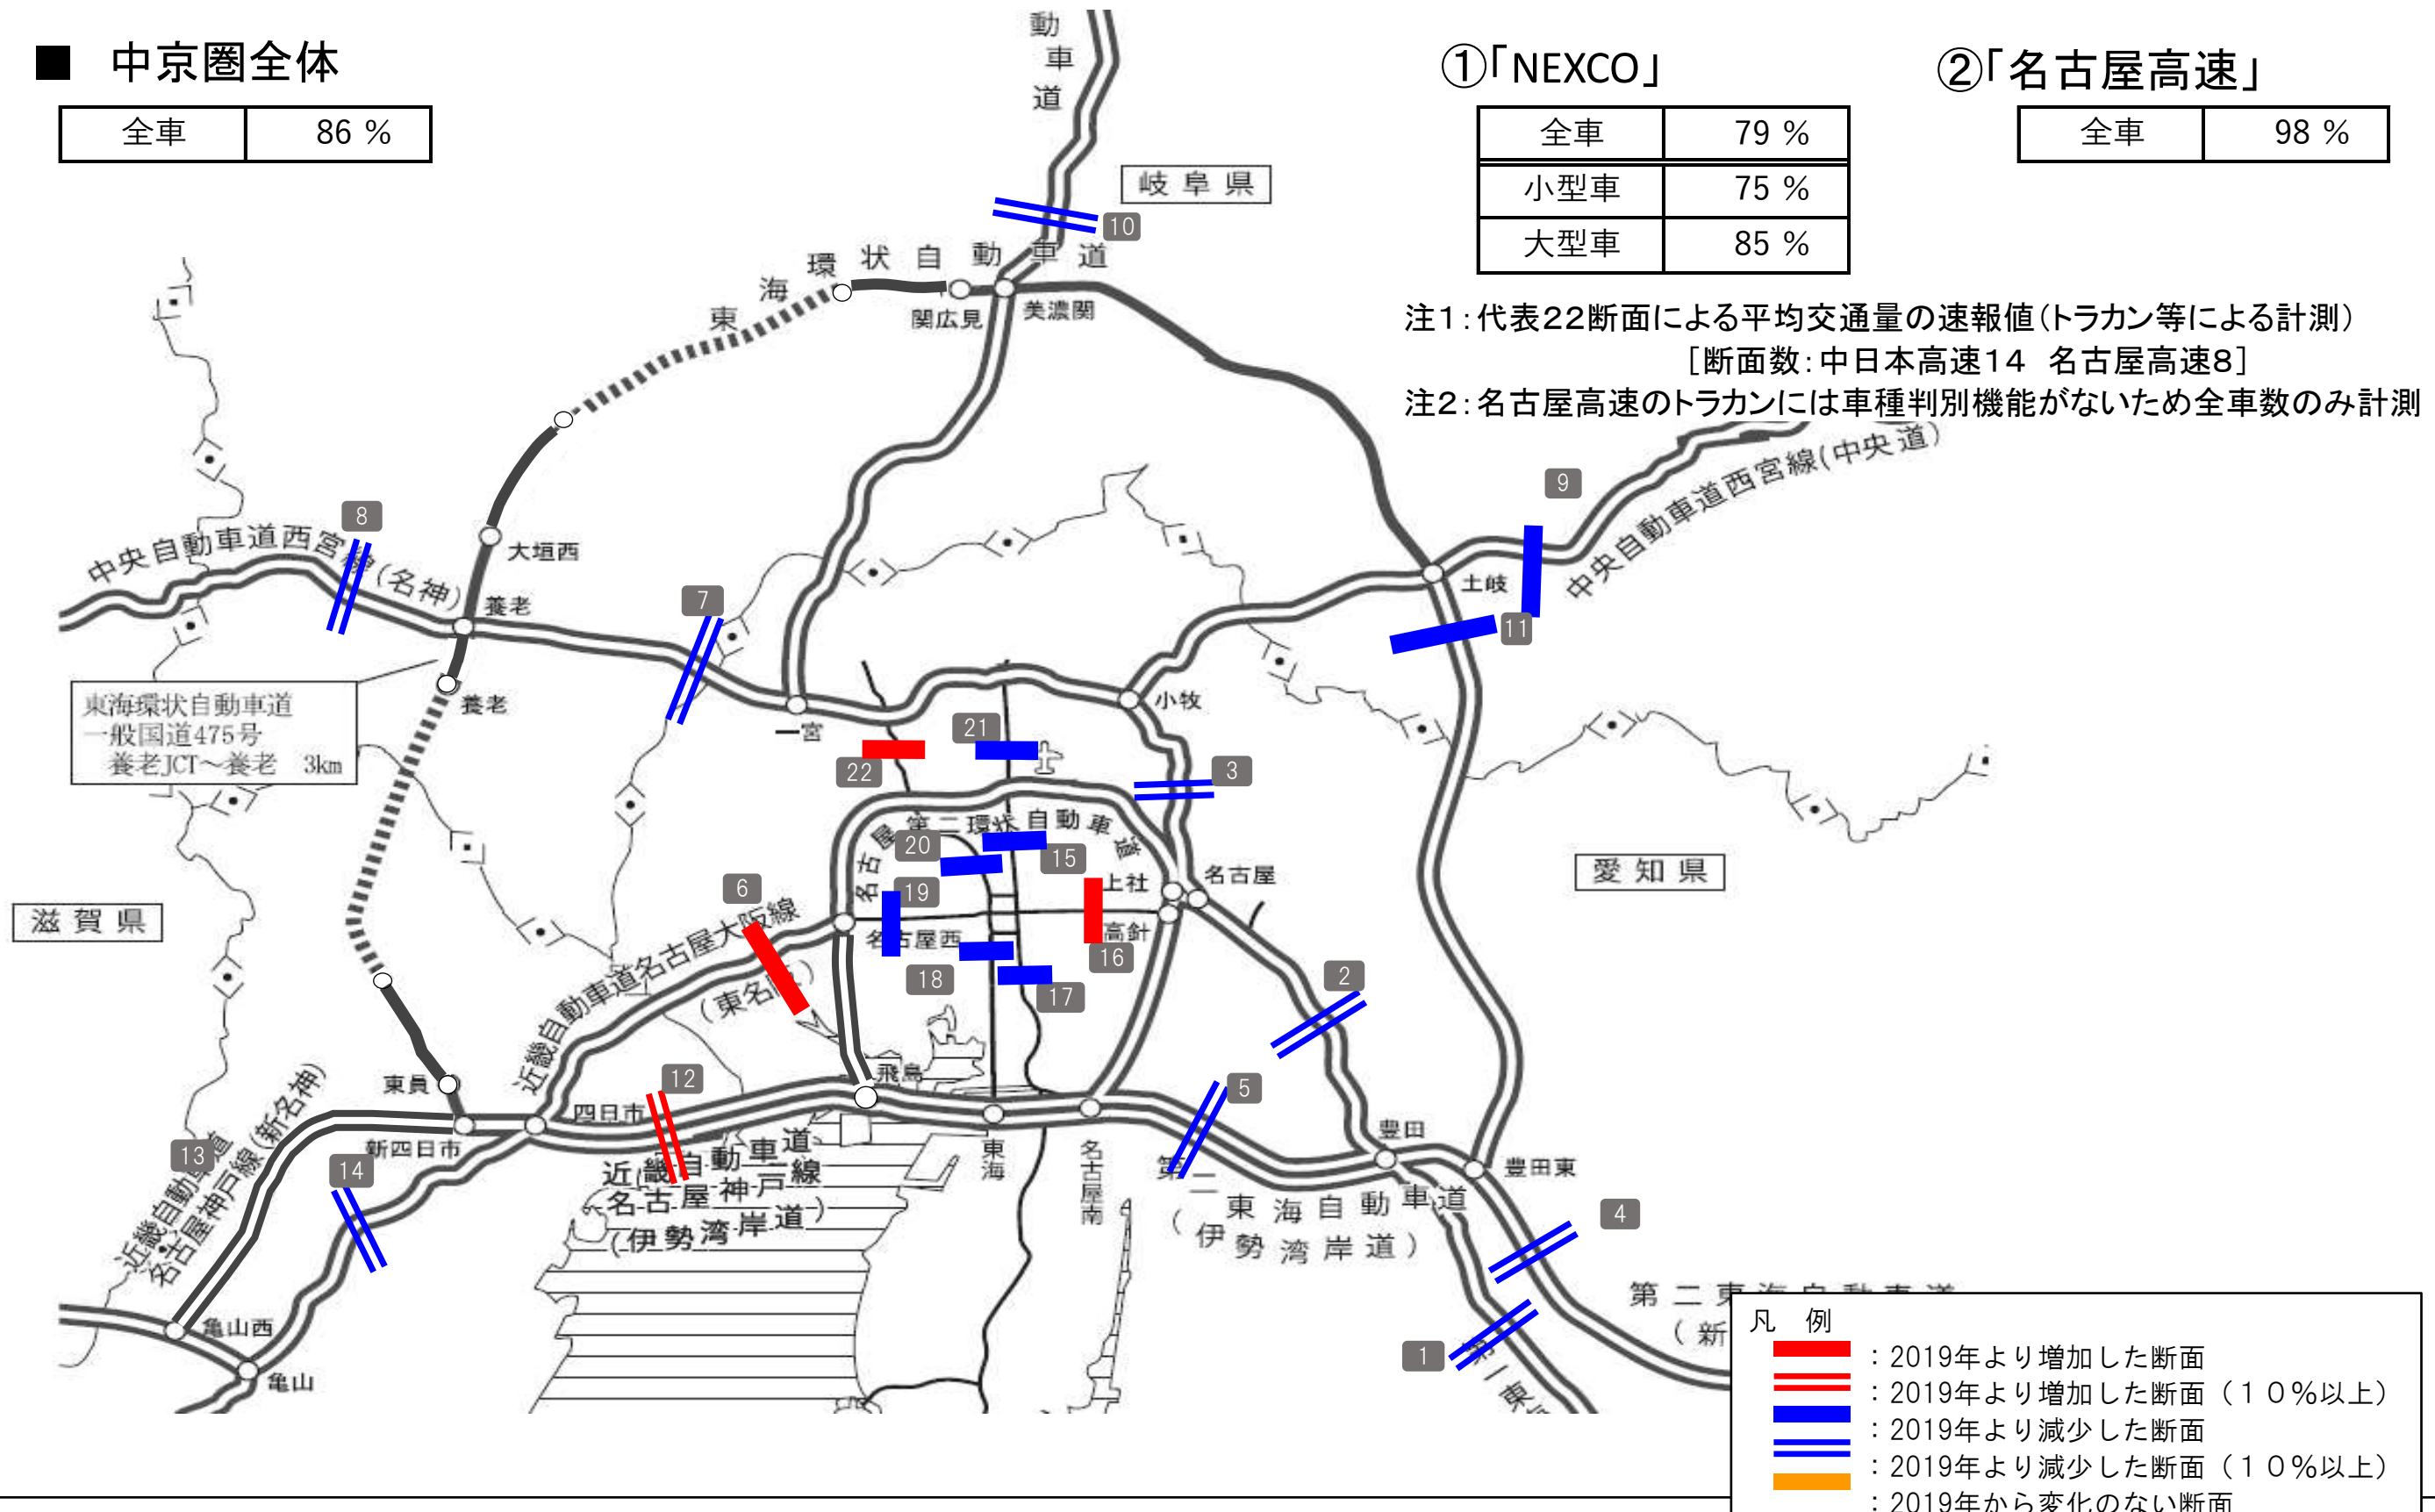 ■ 中京圏全体
全車 86 %
①「NEXCO」
全車 79 %
小型車 75 %
大型車 85 %
②「名古屋高速」
全車 98 %
注1:代表22断面による平均交通量の速報値(トラカン等による計測)
[断面数:中日本高速14 名古屋高速8]
注2:名古屋高速のトラカンには車種判別機能がないため全車数のみ計測
動車道
岐阜県
10
東海環状自動車道
関広見
美濃関
9
中央自動車道西宮線(中央道)
8
中央自動車道西宮線(名神)
大垣西
養老
7
土岐
11
養老
東海環状自動車道
一般国道475号
養老JCT～養老 3km
一宮
小牧
21
22
3
名古屋第二環状自動車道
20
15
愛知県
6
19
上社
名古屋
滋賀県
近畿自動車道名古屋大阪線
(東名阪)
名古屋西
高針
16
18
17
2
東員
飛島
12
四日市
5
新四日市
13
14
近畿自動車道
名古屋神戸線(新名神)
近畿自動車道
名古屋神戸線
(伊勢湾岸道)
東海
名古屋南
豊田
豊田東
第二東海自動車道
(伊勢湾岸道)
4
亀山西
亀山
1
第一東
第二東海自動車道
(新
凡 例
:2019年より増加した断面
:2019年より増加した断面(10%以上)
:2019年より減少した断面
:2019年より減少した断面(10%以上)
:2019年から変化のない断面